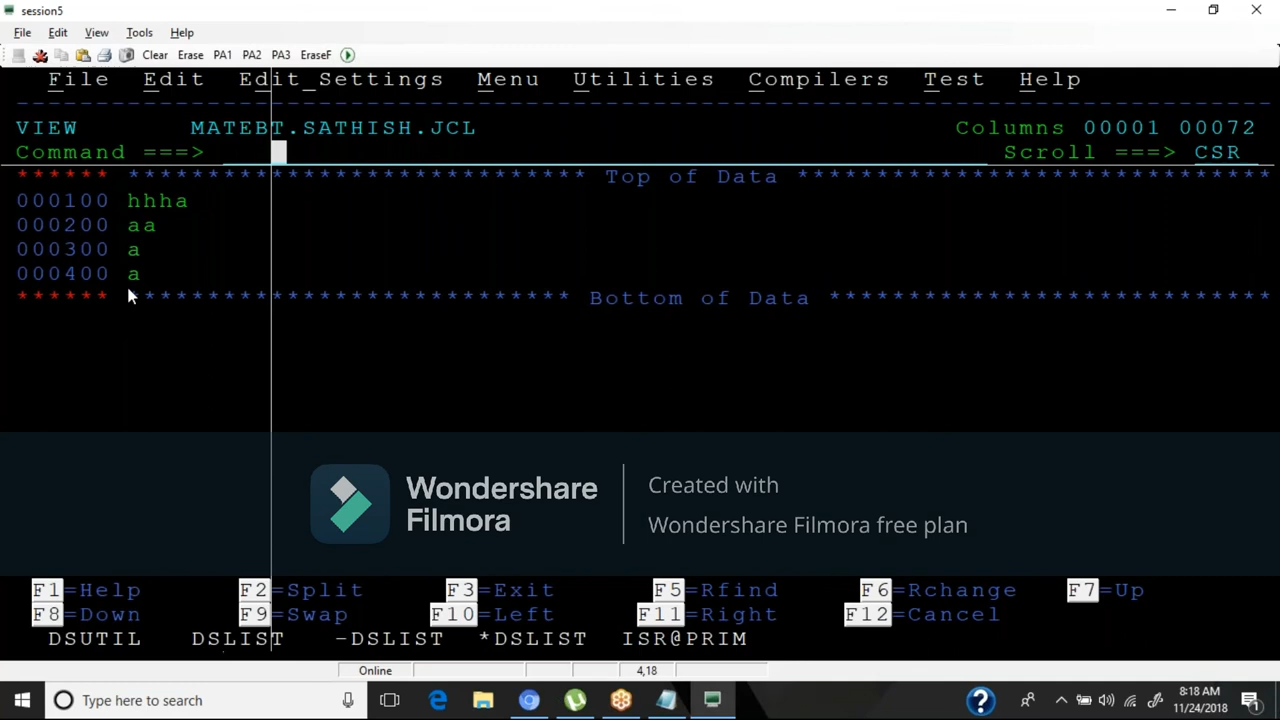 session5
File Edit View Tools Help
Clear Erase PA1 PA2 PA3 EraseF
File Edit Edit_Settings Menu Utilities Compilers Test Help
--------------------------------------------------------------------------------
VIEW MATEBT.SATHISH.JCL Columns 00001 00072
Command ===> Scroll ===> CSR
****** **************************** Top of Data ******************************
000100 hhha
000200 aa
000300 a
000400 a
****** *************************** Bottom of Data ****************************
Wondershare Filmora
Created with
Wondershare Filmora free plan
F1=Help F2=Split F3=Exit F5=Rfind F6=Rchange F7=Up
F8=Down F9=Swap F10=Left F11=Right F12=Cancel
DSUTIL DSLIST -DSLIST *DSLIST ISR@PRIM
Online 4,18
Type here to search
8:18 AM
11/24/2018
1